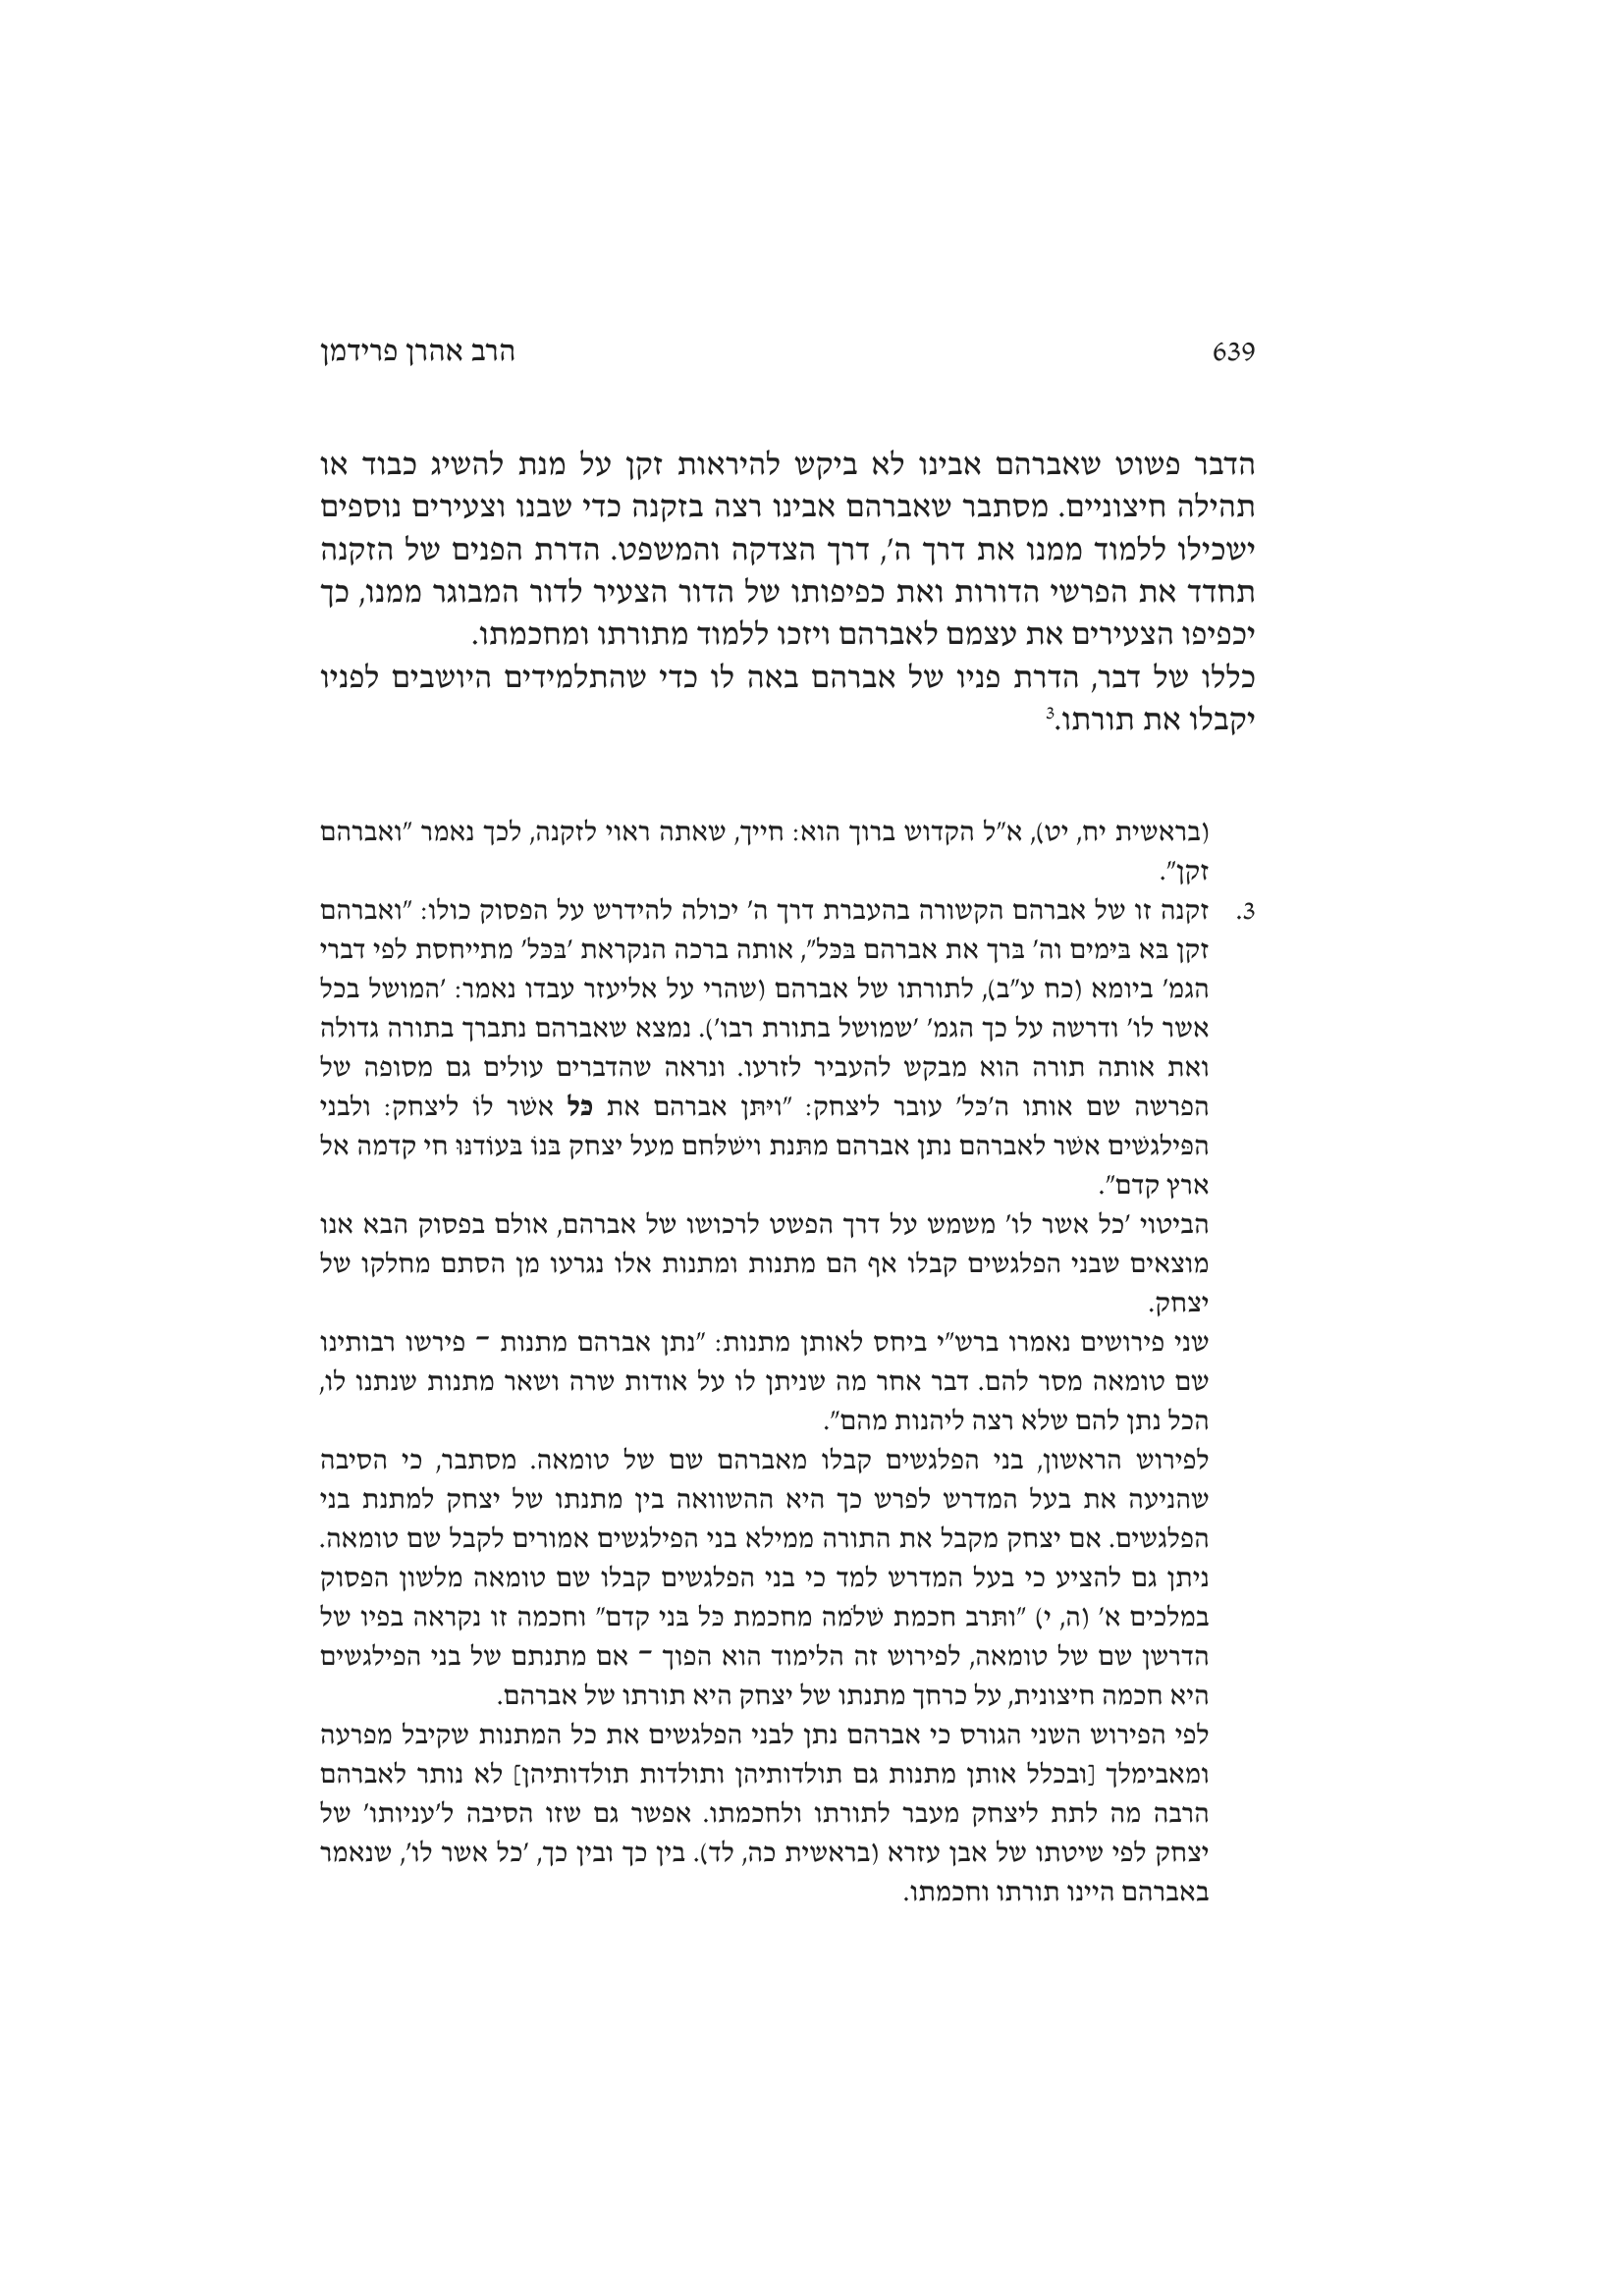 639 הרב אהרן פרידמן
הדבר פשוט שאברהם אבינו לא ביקש להיראות זקן על מנת להשיג כבוד או
תהילה חיצוניים. מסתבר שאברהם אבינו רצה בזקנה כדי שבנו וצעירים נוספים
ישכילו ללמוד ממנו את דרך ה', דרך הצדקה והמשפט. הדרת הפנים של הזקנה
תחדד את הפרשי הדורות ואת כפיפותו של הדור הצעיר לדור המבוגר ממנו, כך
יכפיפו הצעירים את עצמם לאברהם ויזכו ללמוד מתורתו ומחכמתו.
כללו של דבר, הדרת פניו של אברהם באה לו כדי שהתלמידים היושבים לפניו
יקבלו את תורתו.3
(בראשית יח, יט), א"ל הקדוש ברוך הוא: חייך, שאתה ראוי לזקנה, לכך נאמר "ואברהם
זקן".
3. זקנה זו של אברהם הקשורה בהעברת דרך ה' יכולה להידרש על הפסוק כולו: "ואברהם
זקן בּא בּיּמים וה' בּרך את אברהם בּכּל", אותה ברכה הנקראת 'בּכּל' מתייחסת לפי דברי
הגמ' ביומא (כח ע"ב), לתורתו של אברהם (שהרי על אליעזר עבדו נאמר: 'המושל בכל
אשר לו' ודרשה על כך הגמ' 'שמושל בתורת רבו'). נמצא שאברהם נתברך בתורה גדולה
ואת אותה תורה הוא מבקש להעביר לזרעו. ונראה שהדברים עולים גם מסופה של
הפרשה שם אותו ה'כּל' עובר ליצחק: "ויּתּן אברהם את כּל אשׁר לוֹ ליצחק: ולבני
הפּילגשׁים אשׁר לאברהם נתן אברהם מתּנת וישׁלּחם מעל יצחק בּנוֹ בּעוֹדנּוּ חי קדמה אל
ארץ קדם".
הביטוי 'כל אשר לו' משמש על דרך הפשט לרכושו של אברהם, אולם בפסוק הבא אנו
מוצאים שבני הפלגשים קבלו אף הם מתנות ומתנות אלו נגרעו מן הסתם מחלקו של
יצחק.
שני פירושים נאמרו ברש"י ביחס לאותן מתנות: "נתן אברהם מתנות – פירשו רבותינו
שם טומאה מסר להם. דבר אחר מה שניתן לו על אודות שרה ושאר מתנות שנתנו לו,
הכל נתן להם שלא רצה ליהנות מהם".
לפירוש הראשון, בני הפלגשים קבלו מאברהם שם של טומאה. מסתבר, כי הסיבה
שהניעה את בעל המדרש לפרש כך היא ההשוואה בין מתנתו של יצחק למתנת בני
הפלגשים. אם יצחק מקבל את התורה ממילא בני הפילגשים אמורים לקבל שם טומאה.
ניתן גם להציע כי בעל המדרש למד כי בני הפלגשים קבלו שם טומאה מלשון הפסוק
במלכים א' (ה, י) "ותּרב חכמת שׁלמה מחכמת כּל בּני קדם" וחכמה זו נקראה בפיו של
הדרשן שם של טומאה, לפירוש זה הלימוד הוא הפוך – אם מתנתם של בני הפילגשים
היא חכמה חיצונית, על כרחך מתנתו של יצחק היא תורתו של אברהם.
לפי הפירוש השני הגורס כי אברהם נתן לבני הפלגשים את כל המתנות שקיבל מפרעה
ומאבימלך [ובכלל אותן מתנות גם תולדותיהן ותולדות תולדותיהן] לא נותר לאברהם
הרבה מה לתת ליצחק מעבר לתורתו ולחכמתו. אפשר גם שזו הסיבה ל'עניותו' של
יצחק לפי שיטתו של אבן עזרא (בראשית כה, לד). בין כך ובין כך, 'כל אשר לו', שנאמר
באברהם היינו תורתו וחכמתו.